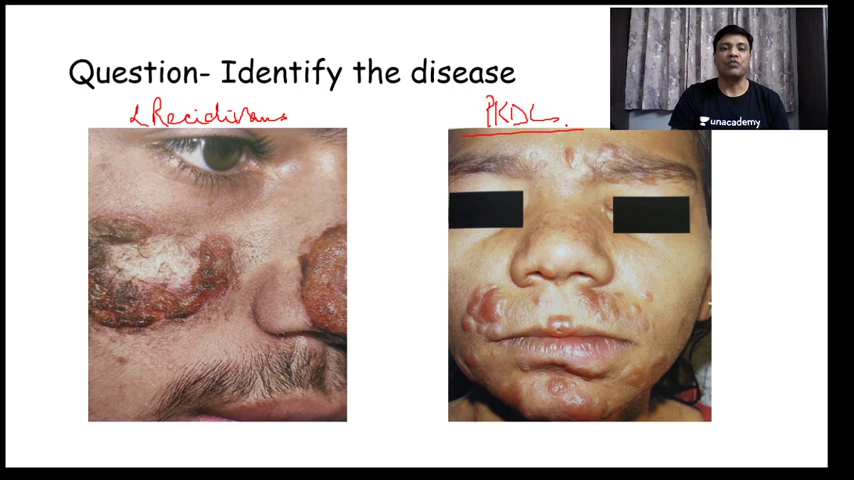 Question- Identify the disease
L Recidivans
PKDL
unacademy